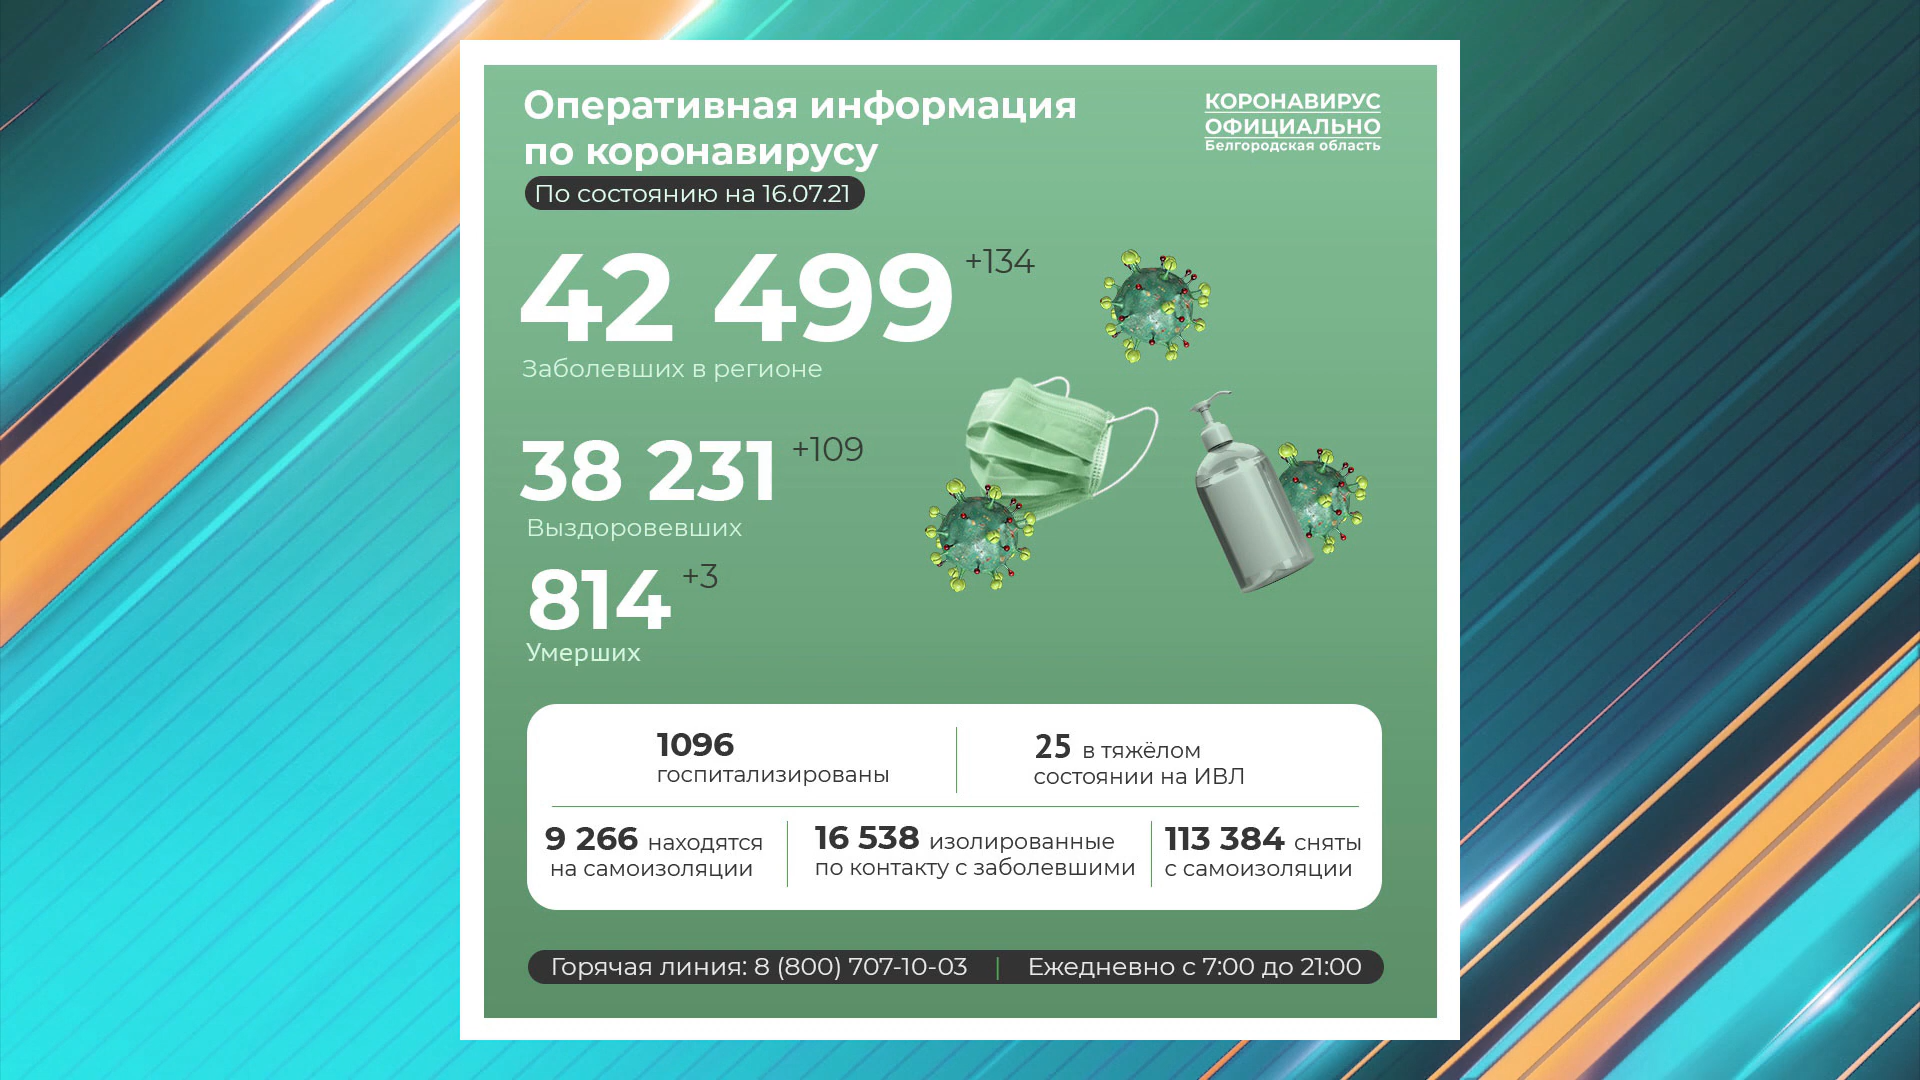 Оперативная информация
по коронавирусу
По состоянию на 16.07.21
КОРОНАВИРУС
ОФИЦИАЛЬНО
Белгородская область
42 499 +134
Заболевших в регионе
38 231 +109
Выздоровевших
814 +3
Умерших
1096
госпитализированы
25 в тяжёлом
состоянии на ИВЛ
9 266 находятся
на самоизоляции
16 538 изолированные
по контакту с заболевшими
113 384 сняты
с самоизоляции
Горячая линия: 8 (800) 707-10-03 | Ежедневно с 7:00 до 21:00